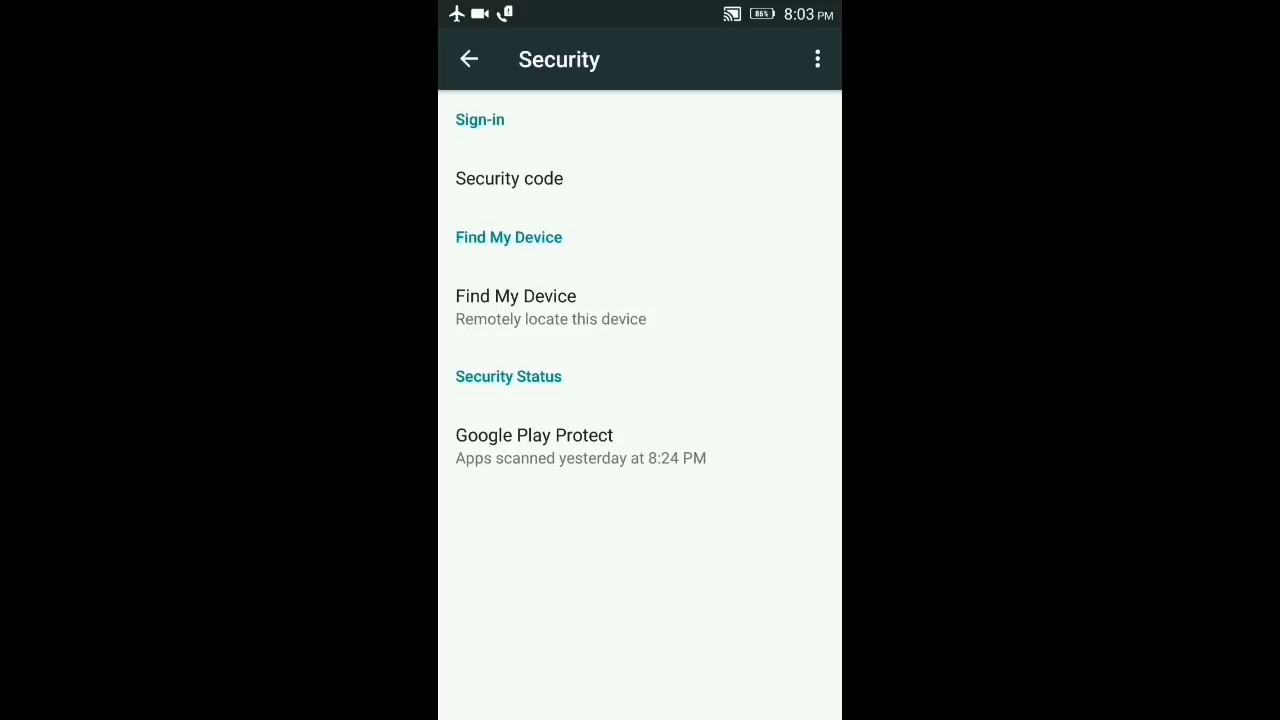 86% 8:03 PM
Security
Sign-in
Security code
Find My Device
Find My Device
Remotely locate this device
Security Status
Google Play Protect
Apps scanned yesterday at 8:24 PM